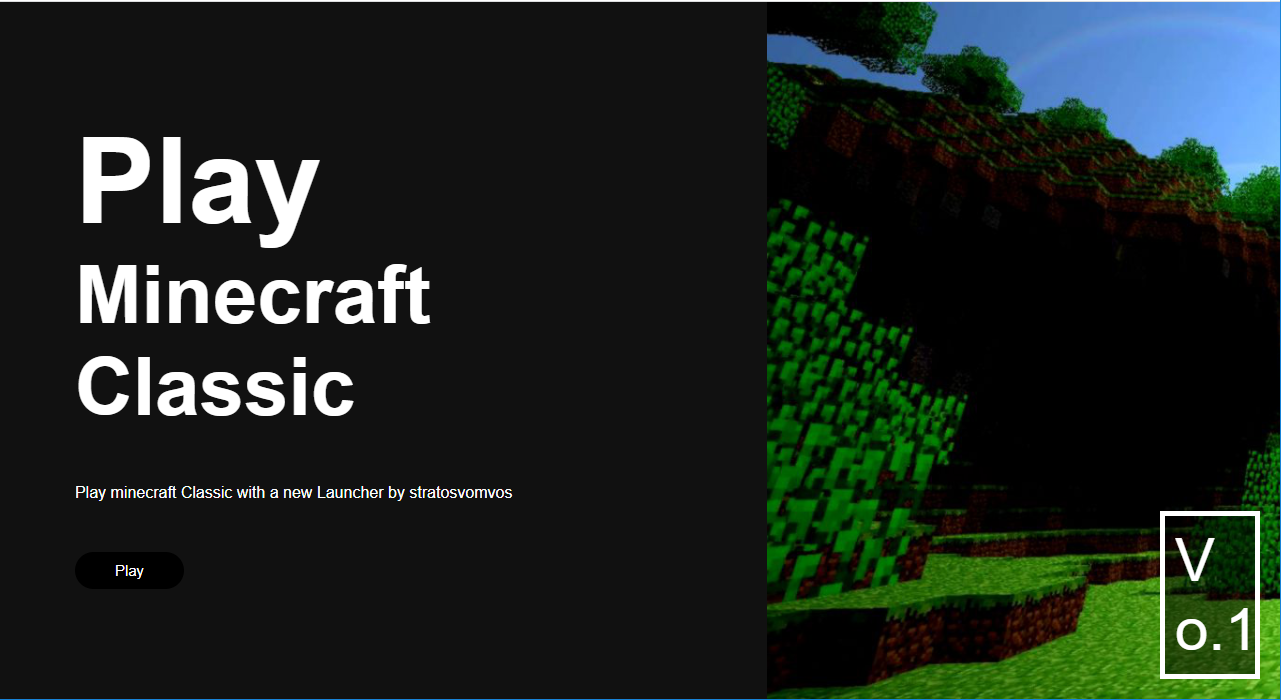 Play
Minecraft
Classic
Play minecraft Classic with a new Launcher by stratosvomvos
Play
V
o.1